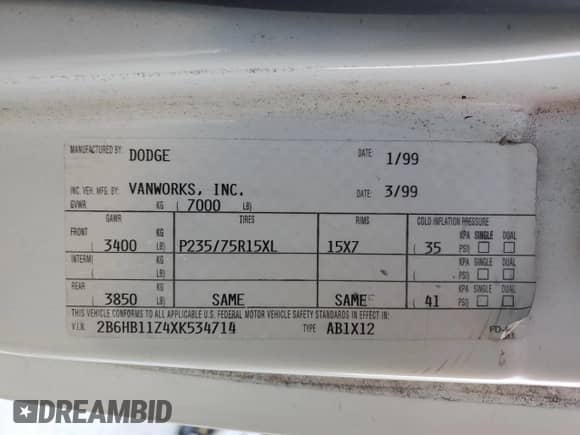 MANUFACTURED BY: DODGE DATE: 1/99
INC. VEH. MFG. BY: VANWORKS, INC. DATE: 3/99
GVWR KG ( 7000 LB)
GAWR TIRES RIMS COLD INFLATION PRESSURE
FRONT KG KPA SINGLE DUAL
( 3400 LB) P235/75R15XL 15X7 ( 35 PSI)
INTERM KG KPA SINGLE DUAL
( LB) ( PSI)
REAR KG KPA SINGLE DUAL
( 3850 LB) SAME SAME ( 41 PSI)
THIS VEHICLE CONFORMS TO ALL APPLICABLE U.S. FEDERAL MOTOR VEHICLE SAFETY STANDARDS IN EFFECT:
V.I.N. 2B6HB11Z4XK534714 TYPE AB1X12
DREAMBID